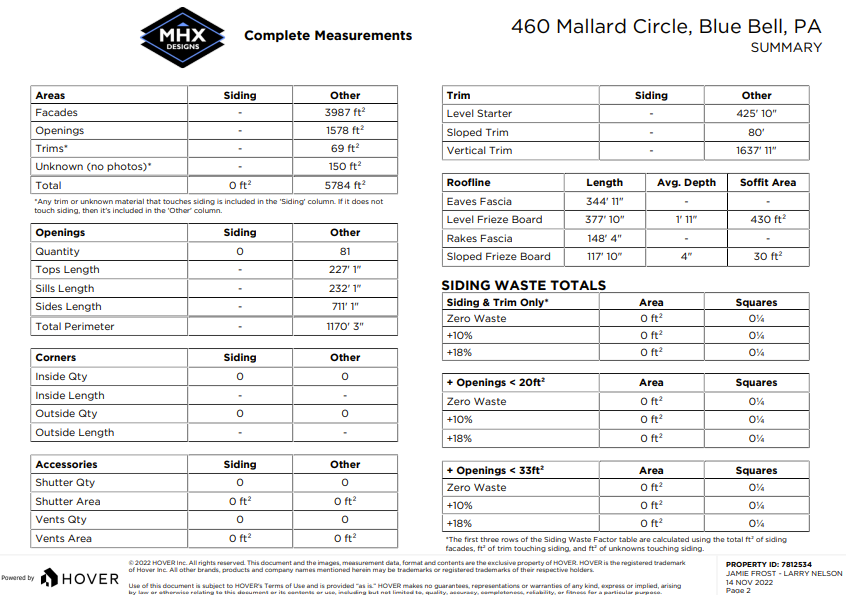 MHX
DESIGNS
Complete Measurements
460 Mallard Circle, Blue Bell, PA
SUMMARY
Areas Siding Other
Facades - 3987 ft²
Openings - 1578 ft²
Trims* - 69 ft²
Unknown (no photos)* - 150 ft²
Total 0 ft² 5784 ft²
*Any trim or unknown material that touches siding is included in the 'Siding' column. If it does not
touch siding, then it's included in the 'Other' column.
Openings Siding Other
Quantity 0 81
Tops Length - 227' 1"
Sills Length - 232' 1"
Sides Length - 711' 1"
Total Perimeter - 1170' 3"
Corners Siding Other
Inside Qty 0 0
Inside Length - -
Outside Qty 0 0
Outside Length - -
Accessories Siding Other
Shutter Qty 0 0
Shutter Area 0 ft² 0 ft²
Vents Qty 0 0
Vents Area 0 ft² 0 ft²
Trim Siding Other
Level Starter - 425' 10"
Sloped Trim - 80'
Vertical Trim - 1637' 11"
Roofline Length Avg. Depth Soffit Area
Eaves Fascia 344' 11" - -
Level Frieze Board 377' 10" 1' 11" 430 ft²
Rakes Fascia 148' 4" - -
Sloped Frieze Board 117' 10" 4" 30 ft²
SIDING WASTE TOTALS
Siding & Trim Only* Area Squares
Zero Waste 0 ft² 0¼
+10% 0 ft² 0¼
+18% 0 ft² 0¼
+ Openings < 20ft² Area Squares
Zero Waste 0 ft² 0¼
+10% 0 ft² 0¼
+18% 0 ft² 0¼
+ Openings < 33ft² Area Squares
Zero Waste 0 ft² 0¼
+10% 0 ft² 0¼
+18% 0 ft² 0¼
*The first three rows of the Siding Waste Factor table are calculated using the total ft² of siding
facades, ft² of trim touching siding, and ft² of unknowns touching siding.
Powered by HOVER
© 2022 HOVER Inc. All rights reserved. This document and the images, measurement data, format and contents are the exclusive property of HOVER. HOVER is the registered trademark
of Hover Inc. All other brands, products and company names mentioned herein may be trademarks or registered trademarks of their respective holders.
Use of this document is subject to HOVER's Terms of Use and is provided "as is." HOVER makes no guarantees, representations or warranties of any kind, express or implied, arising
by law or otherwise relating to this document or its contents or use, including but not limited to, quality, accuracy, completeness, reliability, or fitness for a particular purpose.
PROPERTY ID: 7812534
JAMIE FROST - LARRY NELSON
14 NOV 2022
Page 2